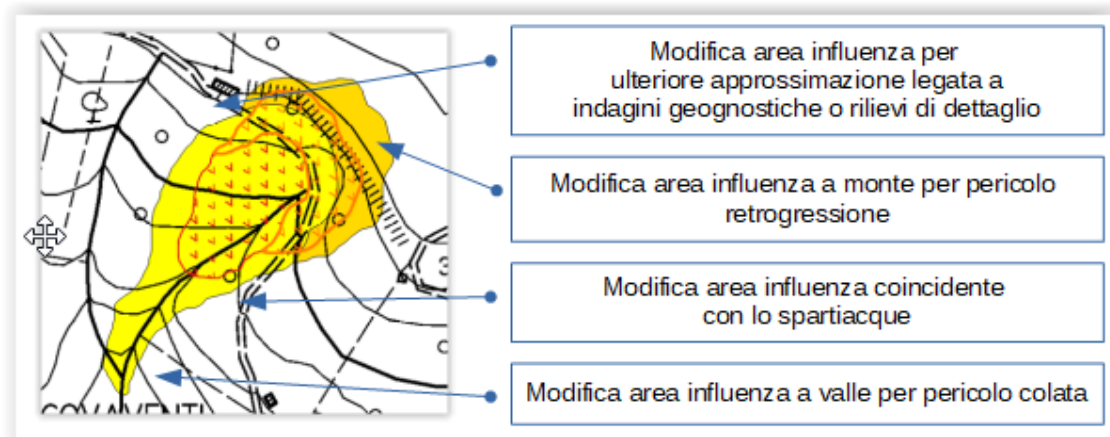 Modifica area influenza per
ulteriore approssimazione legata a
indagini geognostiche o rilievi di dettaglio
Modifica area influenza a monte per pericolo
retrogressione
Modifica area influenza coincidente
con lo spartiacque
Modifica area influenza a valle per pericolo colata